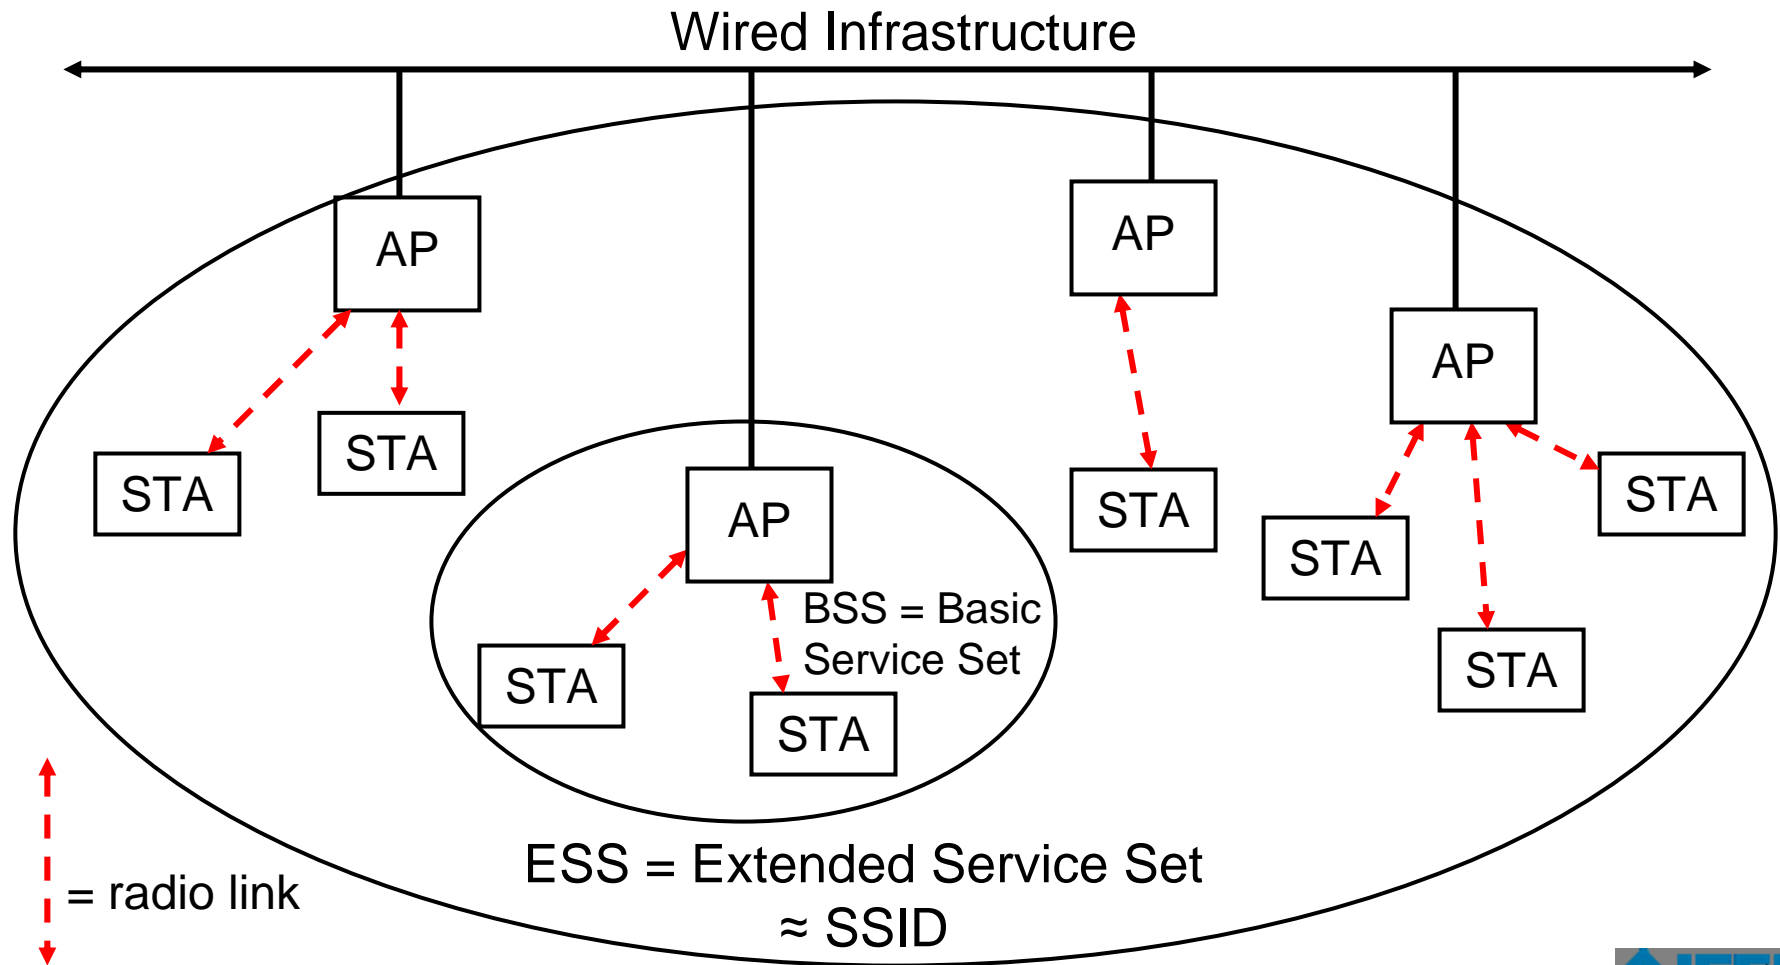 Wired Infrastructure
AP
AP
AP
STA
STA
AP
STA
STA
STA
BSS = Basic
Service Set
STA
STA
STA
ESS = Extended Service Set
≈ SSID
= radio link